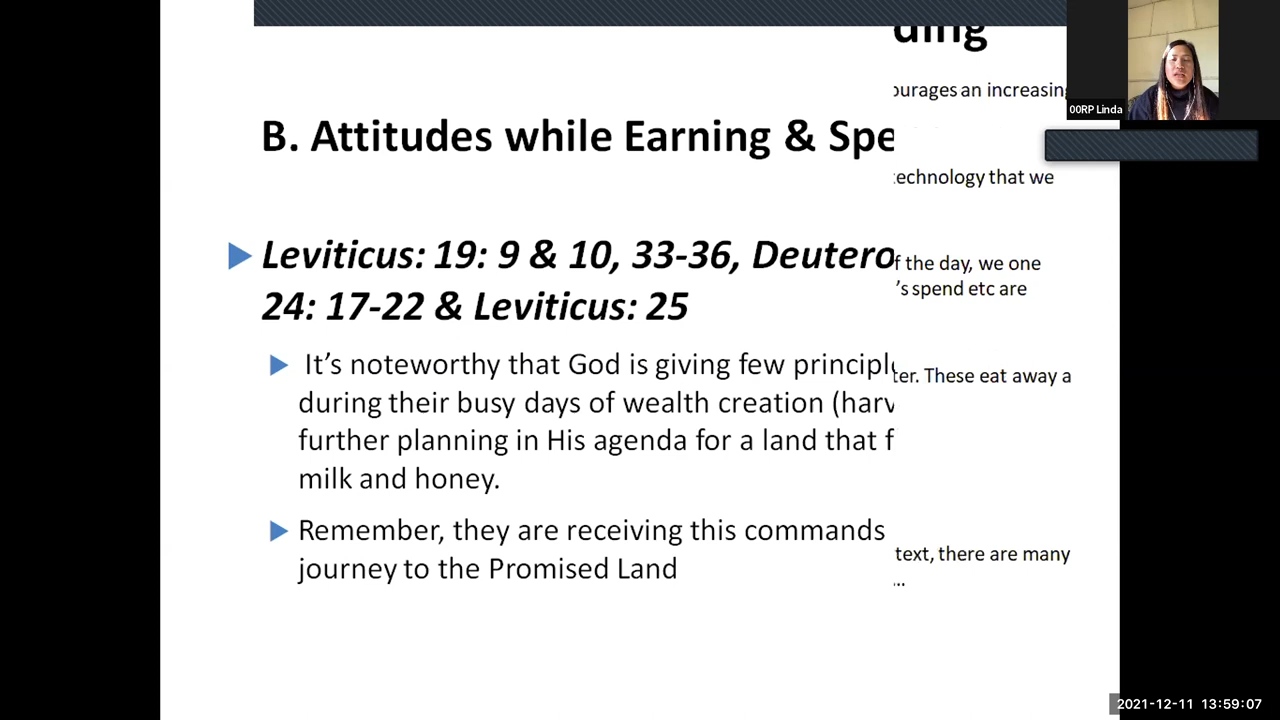 ding
ourages an increasing
00RP Linda
B. Attitudes while Earning & Spe
technology that we
Leviticus: 19: 9 & 10, 33-36, Deutero
f the day, we one
's spend etc are
24: 17-22 & Leviticus: 25
It's noteworthy that God is giving few principl
ter. These eat away a
during their busy days of wealth creation (harv
further planning in His agenda for a land that f
milk and honey.
Remember, they are receiving this commands
text, there are many
journey to the Promised Land
...
2021-12-11 13:59:07